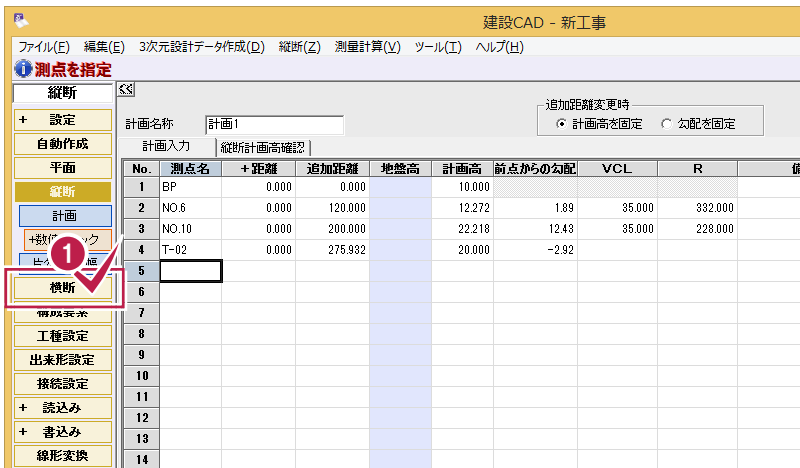 建設CAD - 新工事
ファイル(F) 編集(E) 3次元設計データ作成(D) 縦断(Z) 測量計算(V) ツール(T) ヘルプ(H)
測点を指定
縦断
+ 設定
自動作成
平面
縦断
計画
+数値
ック
1
幅
横断
構成要素
工種設定
出来形設定
接続設定
+ 読込み
+ 書込み
線形変換
計画名称 計画1
追加距離変更時
計画高を固定 勾配を固定
計画入力 縦断計画高確認
No. 測点名 +距離 追加距離 地盤高 計画高 前点からの勾配 VCL R
1 BP 0.000 0.000 10.000
2 NO.6 0.000 120.000 12.272 1.89 35.000 332.000
3 NO.10 0.000 200.000 22.218 12.43 35.000 228.000
4 T-02 0.000 275.932 20.000 -2.92
5
6
7
8
9
10
11
12
13
14